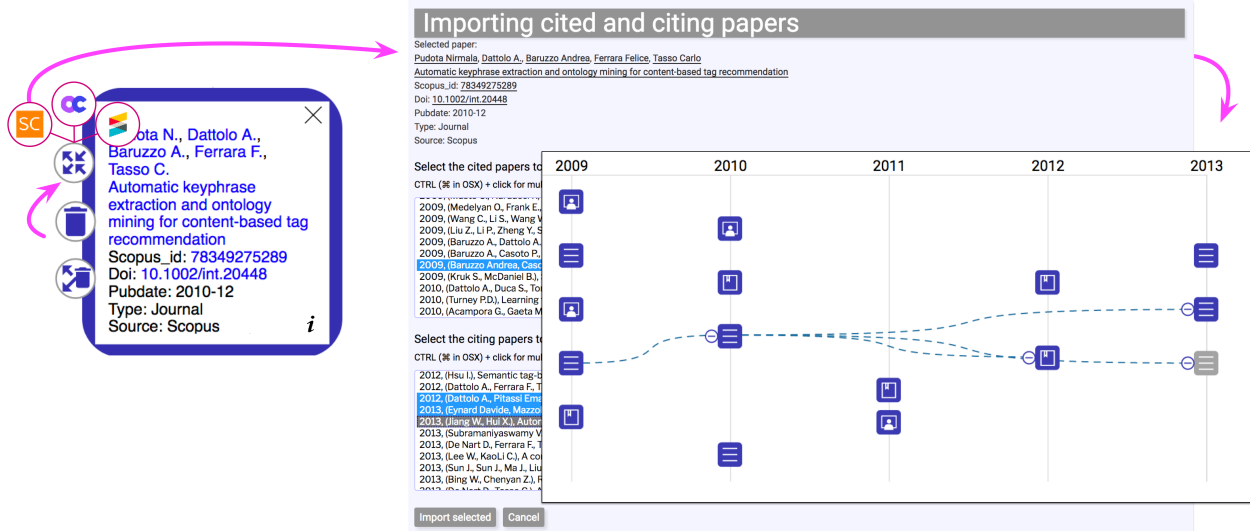 Importing cited and citing papers
Selected paper:
Pudota Nirmala, Dattolo A., Baruzzo Andrea, Ferrara Felice, Tasso Carlo
Automatic keyphrase extraction and ontology mining for content-based tag recommendation
Scopus_id: 78349275289
Doi: 10.1002/int.20448
Pubdate: 2010-12
Type: Journal
Source: Scopus
SC
ota N., Dattolo A.,
Baruzzo A., Ferrara F.,
Tasso C.
Automatic keyphrase
extraction and ontology
mining for content-based tag
recommendation
Scopus_id: 78349275289
Doi: 10.1002/int.20448
Pubdate: 2010-12
Type: Journal
Source: Scopus
i
Select the cited papers to
CTRL (⌘ in OSX) + click for mul
2009, (Medelyan O., Frank E.,
2009, (Wang C., Li S., Wang
2009, (Liu Z., Li P., Zheng Y., S
2009, (Baruzzo A., Dattolo A.
2009, (Baruzzo A., Casoto P.,
2009, (Baruzzo Andrea, Casc
2009, (Kruk S., McDaniel B.),
2010, (Dattolo A., Duca S., To
2010, (Turney P.D.), Learning
2010, (Acampora G., Gaeta M
Select the citing papers to
CTRL (⌘ in OSX) + click for mul
2012, (Hsu I.), Semantic tag-b
2012, (Dattolo A., Ferrara F., T
2012, (Dattolo A., Pitassi Ema
2013, (Eynard Davide, Mazzo
2013, (Jiang W., Hui X.), Autor
2013, (Subramaniyaswamy V
2013, (De Nart D., Ferrara F., T
2013, (Lee W., KaoLi C.), A co
2013, (Sun J., Sun J., Ma J., Liu
2013, (Bing W., Chenyan Z.), R
Import selected Cancel
2009 2010 2011 2012 2013